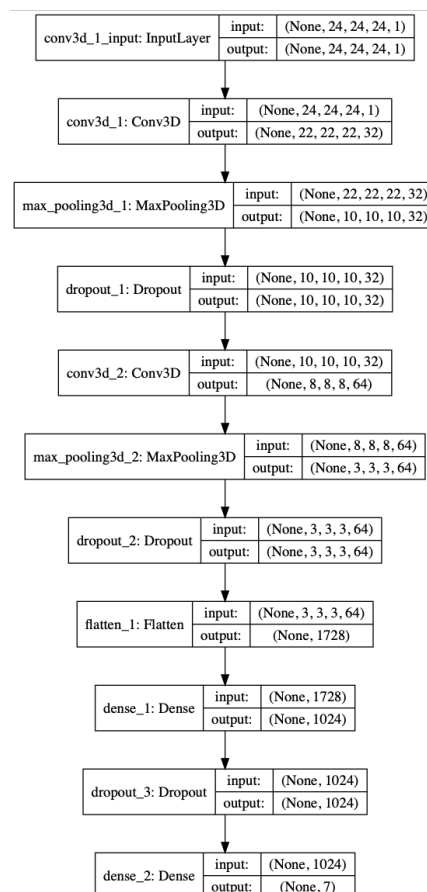 conv3d_1_input: InputLayer
input: (None, 24, 24, 24, 1)
output: (None, 24, 24, 24, 1)
conv3d_1: Conv3D
input: (None, 24, 24, 24, 1)
output: (None, 22, 22, 22, 32)
max_pooling3d_1: MaxPooling3D
input: (None, 22, 22, 22, 32)
output: (None, 10, 10, 10, 32)
dropout_1: Dropout
input: (None, 10, 10, 10, 32)
output: (None, 10, 10, 10, 32)
conv3d_2: Conv3D
input: (None, 10, 10, 10, 32)
output: (None, 8, 8, 8, 64)
max_pooling3d_2: MaxPooling3D
input: (None, 8, 8, 8, 64)
output: (None, 3, 3, 3, 64)
dropout_2: Dropout
input: (None, 3, 3, 3, 64)
output: (None, 3, 3, 3, 64)
flatten_1: Flatten
input: (None, 3, 3, 3, 64)
output: (None, 1728)
dense_1: Dense
input: (None, 1728)
output: (None, 1024)
dropout_3: Dropout
input: (None, 1024)
output: (None, 1024)
dense_2: Dense
input: (None, 1024)
output: (None, 7)